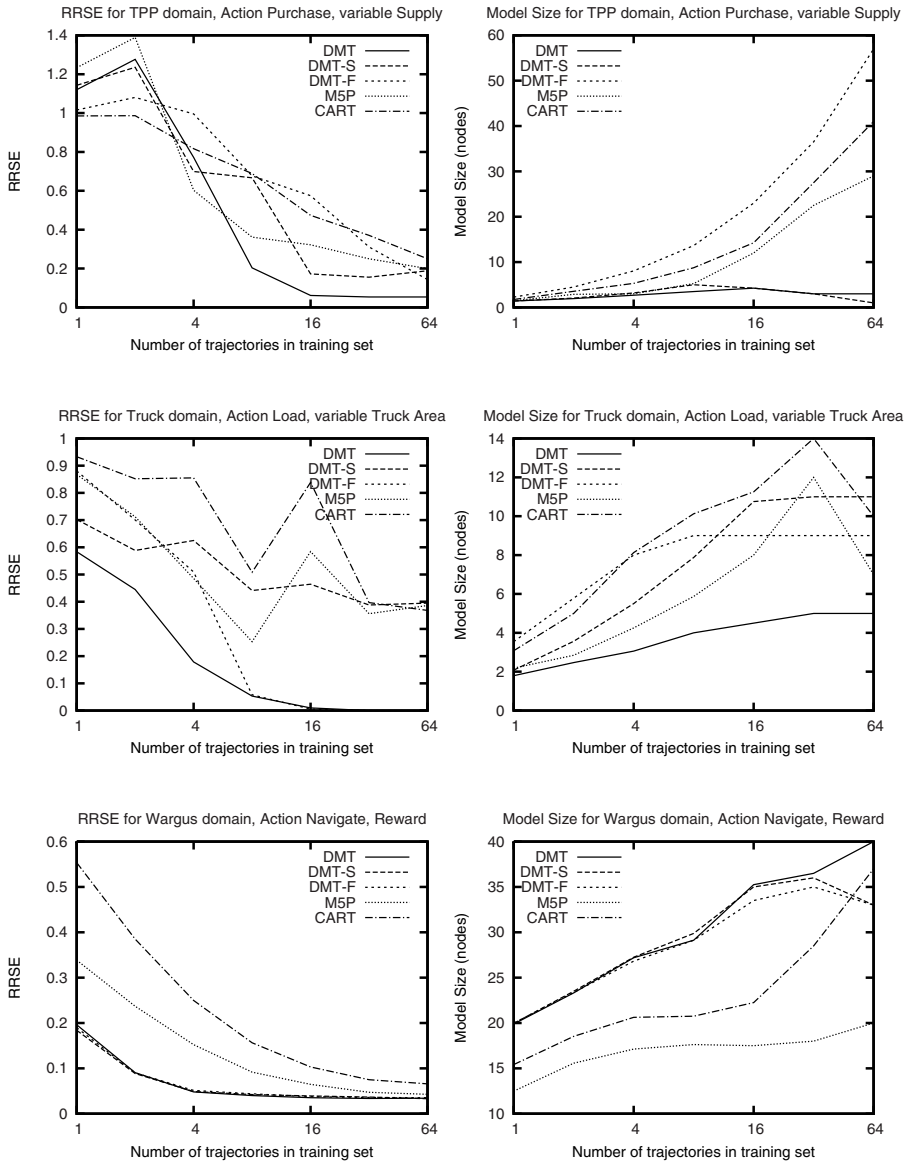 RRSE for TPP domain, Action Purchase, variable Supply
1.4
1.2
1
0.8
0.6
0.4
0.2
0
RRSE
DMT
DMT-S
DMT-F
M5P
CART
1 4 16 64
Number of trajectories in training set
Model Size for TPP domain, Action Purchase, variable Supply
60
50
40
30
20
10
0
Model Size (nodes)
DMT
DMT-S
DMT-F
M5P
CART
1 4 16 64
Number of trajectories in training set
RRSE for Truck domain, Action Load, variable Truck Area
1
0.9
0.8
0.7
0.6
0.5
0.4
0.3
0.2
0.1
0
RRSE
DMT
DMT-S
DMT-F
M5P
CART
1 4 16 64
Number of trajectories in training set
Model Size for Truck domain, Action Load, variable Truck Area
14
12
10
8
6
4
2
0
Model Size (nodes)
DMT
DMT-S
DMT-F
M5P
CART
1 4 16 64
Number of trajectories in training set
RRSE for Wargus domain, Action Navigate, Reward
0.6
0.5
0.4
0.3
0.2
0.1
0
RRSE
DMT
DMT-S
DMT-F
M5P
CART
1 4 16 64
Number of trajectories in training set
Model Size for Wargus domain, Action Navigate, Reward
40
35
30
25
20
15
10
Model Size (nodes)
DMT
DMT-S
DMT-F
M5P
CART
1 4 16 64
Number of trajectories in training set